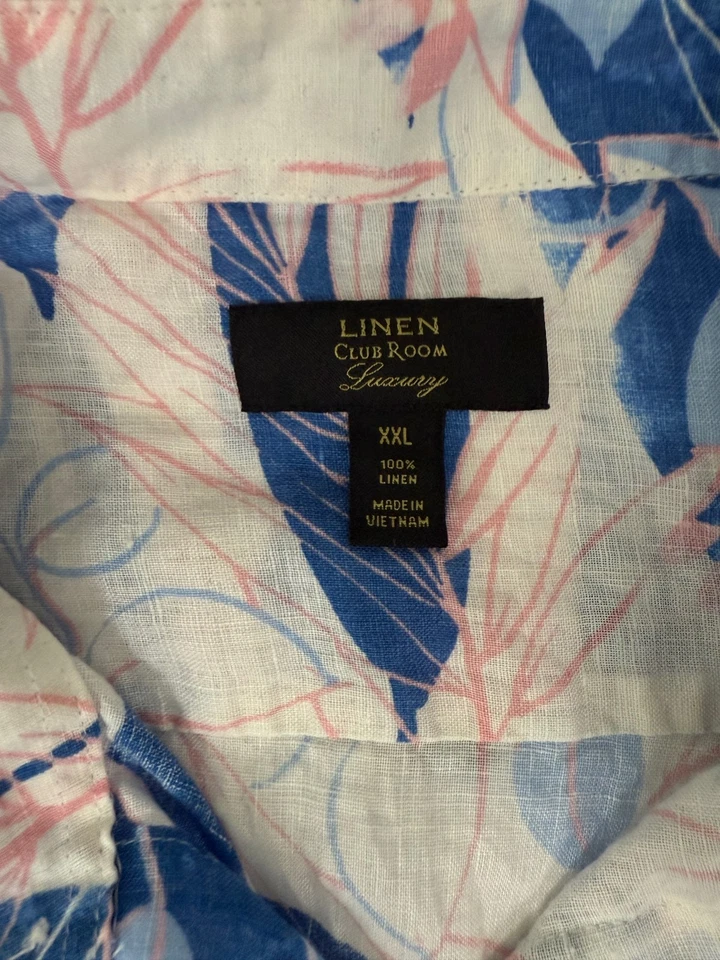 LINEN
CLUB ROOM
Luxury
XXL
100%
LINEN
MADE IN
VIETNAM